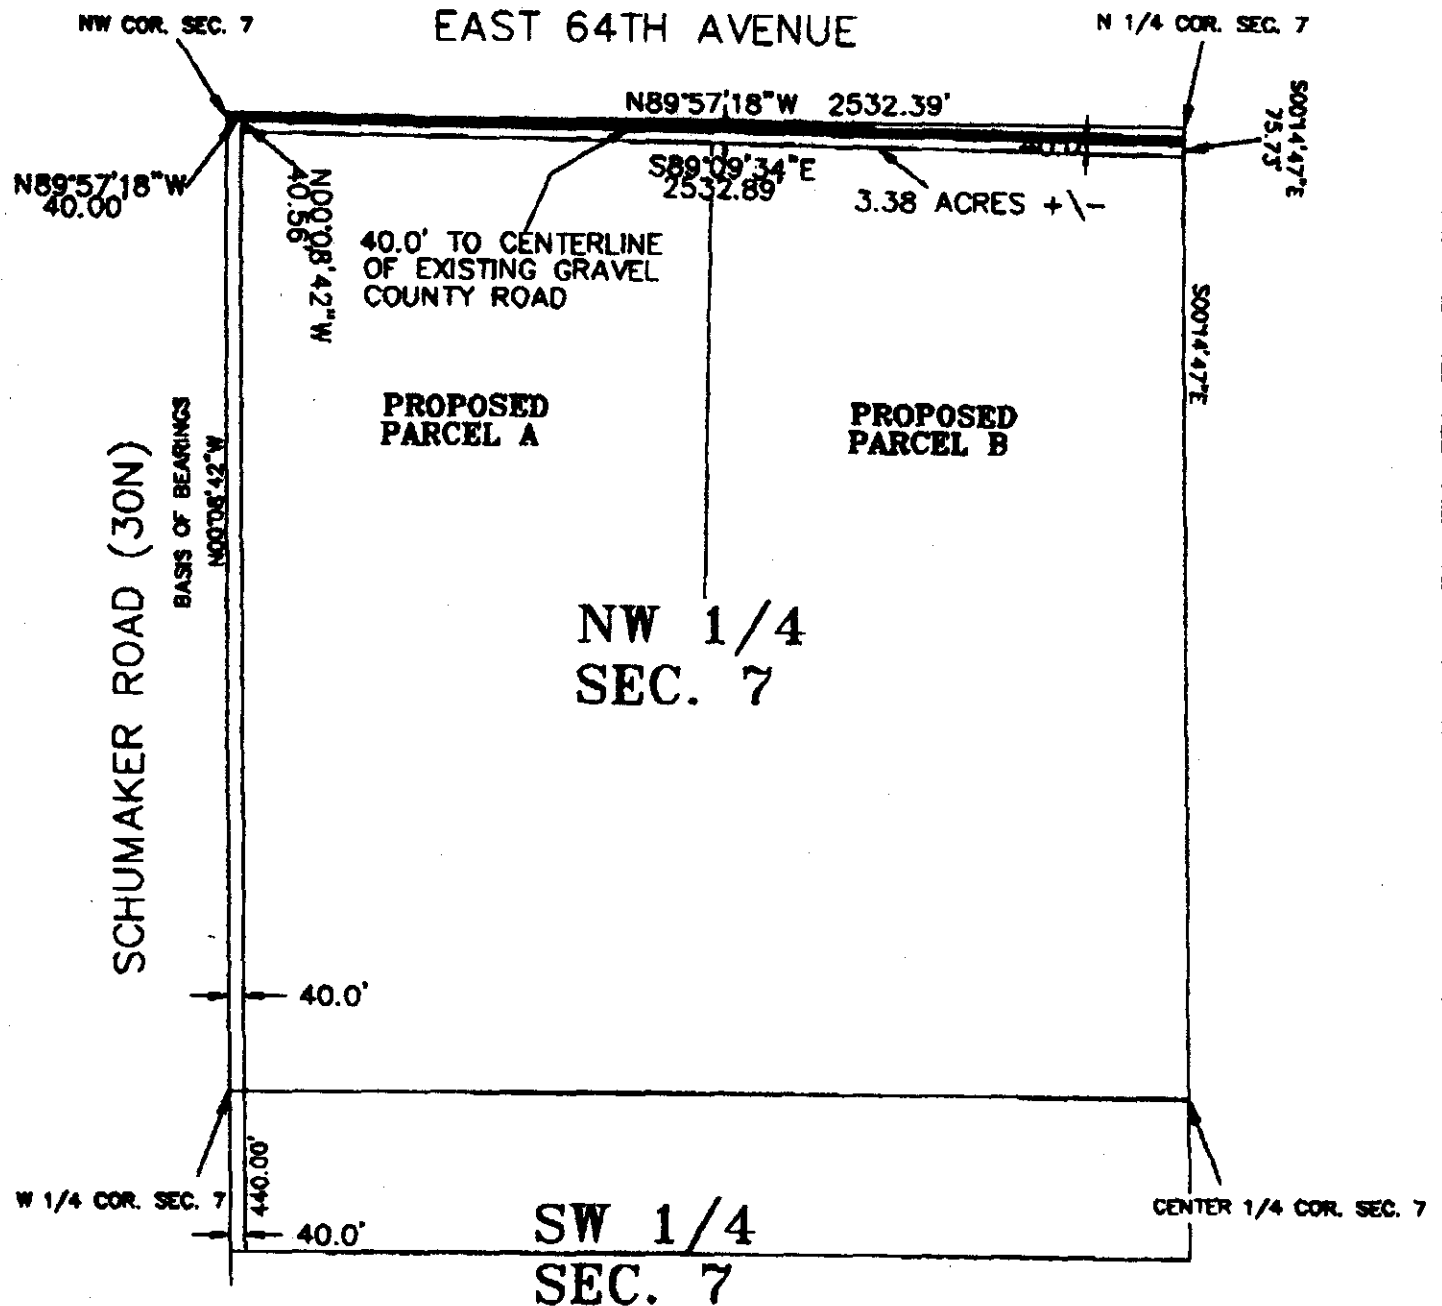 NW COR. SEC. 7
EAST 64TH AVENUE
N 1/4 COR. SEC. 7
N89°57'18"W 2532.39'
S00°14'47"E
75.73'
N89°57'18"W
40.00'
S89°09'34"E
2532.89'
3.38 ACRES +\-
N00°08'42"W
40.56'
40.0' TO CENTERLINE
OF EXISTING GRAVEL
COUNTY ROAD
S00°14'47"E
PROPOSED
PARCEL A
PROPOSED
PARCEL B
BASIS OF BEARINGS
N00°08'42"W
SCHUMAKER ROAD (30N)
NW 1/4
SEC. 7
40.0'
440.00'
W 1/4 COR. SEC. 7
CENTER 1/4 COR. SEC. 7
40.0'
SW 1/4
SEC. 7